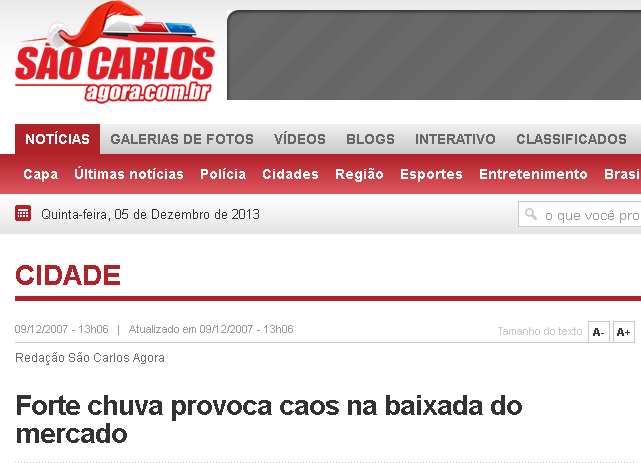 SÃO CARLOS
agora.com.br
NOTÍCIAS GALERIAS DE FOTOS VÍDEOS BLOGS INTERATIVO CLASSIFICADOS
Capa Últimas notícias Polícia Cidades Região Esportes Entretenimento Brasi
Quinta-feira, 05 de Dezembro de 2013 o que você pro
CIDADE
09/12/2007 - 13h06 | Atualizado em 09/12/2007 - 13h06 Tamanho do texto A- A+
Redação São Carlos Agora
Forte chuva provoca caos na baixada do
mercado